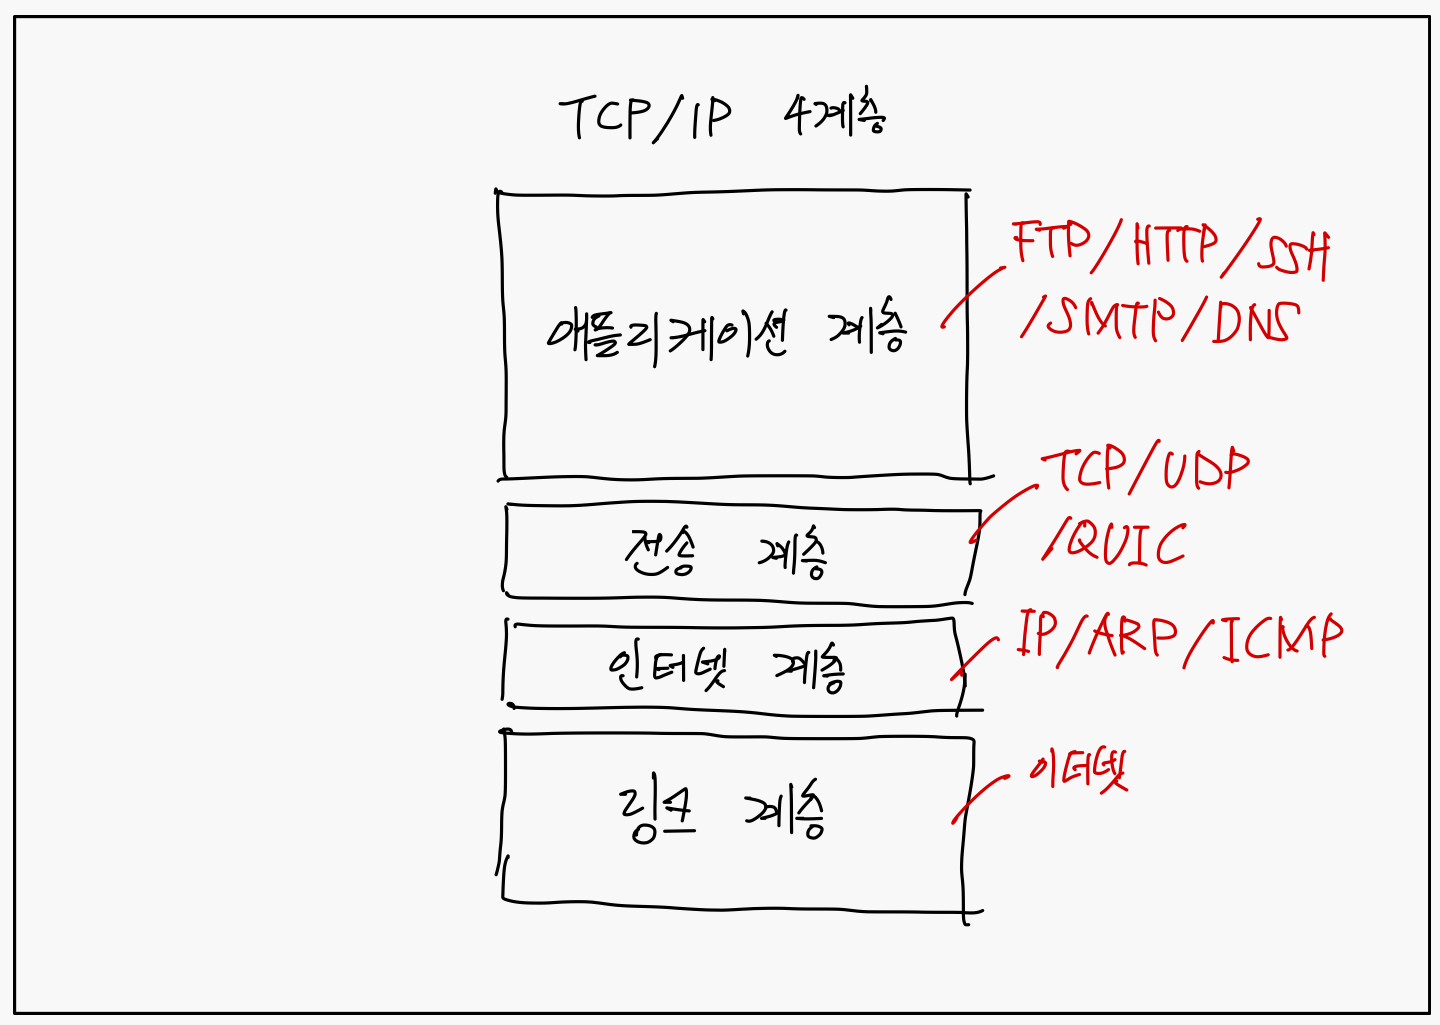 TCP/IP 4계층
애플리케이션 계층
FTP/HTTP/SSH
/SMTP/DNS
전송 계층
TCP/UDP
/QUIC
인터넷 계층
IP/ARP/ICMP
링크 계층
이더넷